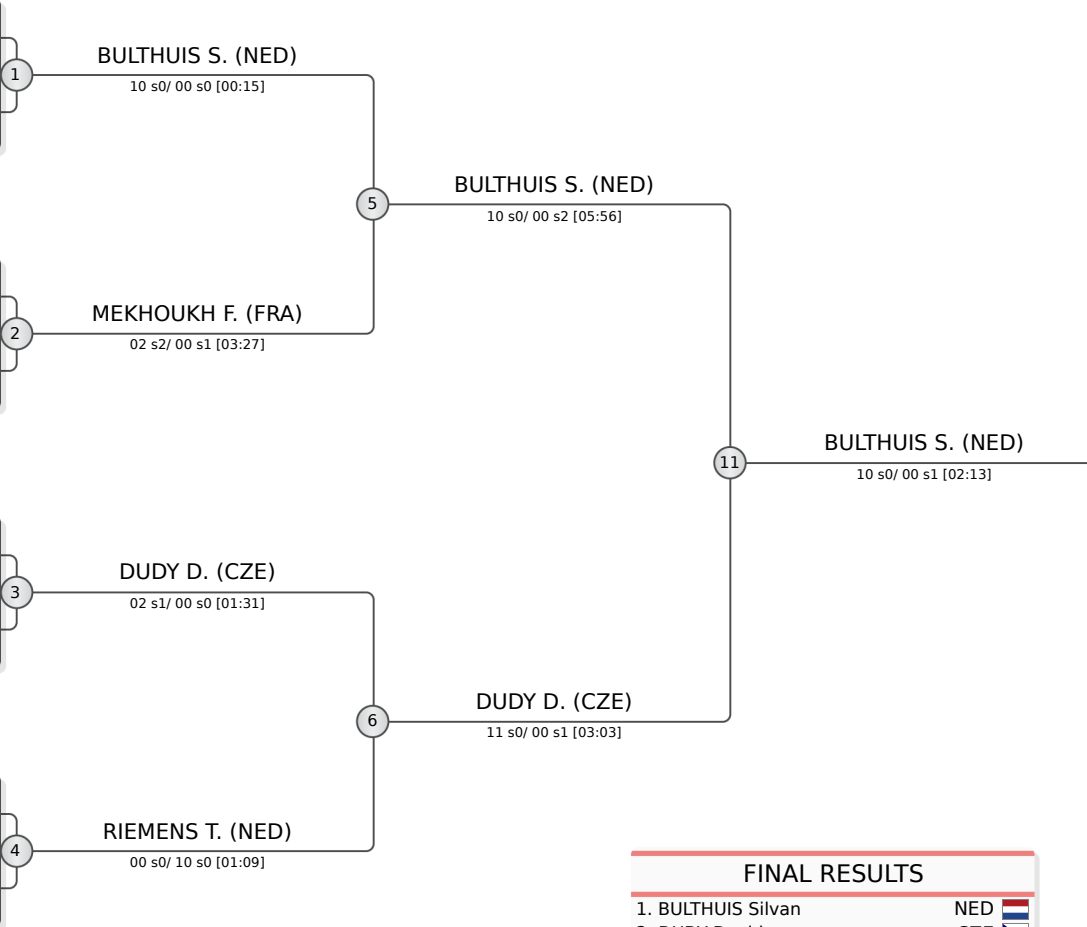 BULTHUIS S. (NED)
1
10 s0/ 00 s0 [00:15]
BULTHUIS S. (NED)
5
10 s0/ 00 s2 [05:56]
MEKHOUKH F. (FRA)
2
02 s2/ 00 s1 [03:27]
BULTHUIS S. (NED)
11
10 s0/ 00 s1 [02:13]
DUDY D. (CZE)
3
02 s1/ 00 s0 [01:31]
DUDY D. (CZE)
6
11 s0/ 00 s1 [03:03]
RIEMENS T. (NED)
4
00 s0/ 10 s0 [01:09]
FINAL RESULTS
1. BULTHUIS Silvan NED